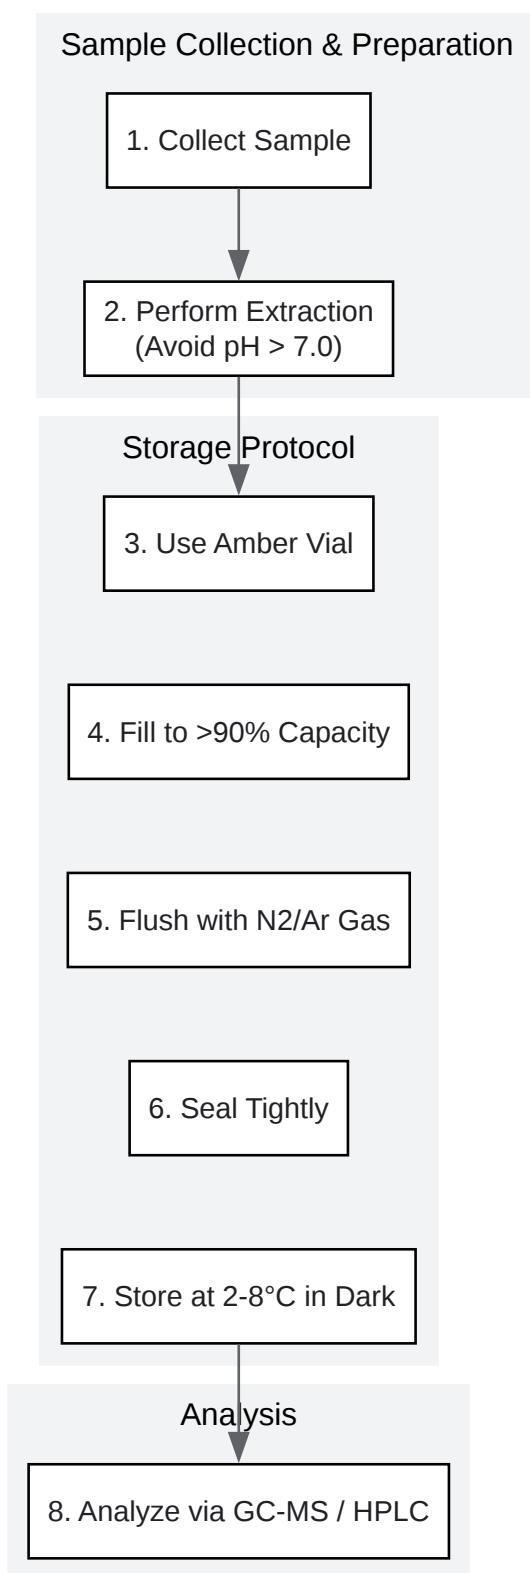 Sample Collection & Preparation
1. Collect Sample
2. Perform Extraction
(Avoid pH > 7.0)
Storage Protocol
3. Use Amber Vial
4. Fill to >90% Capacity
5. Flush with N2/Ar Gas
6. Seal Tightly
7. Store at 2-8°C in Dark
Analysis
8. Analyze via GC-MS / HPLC